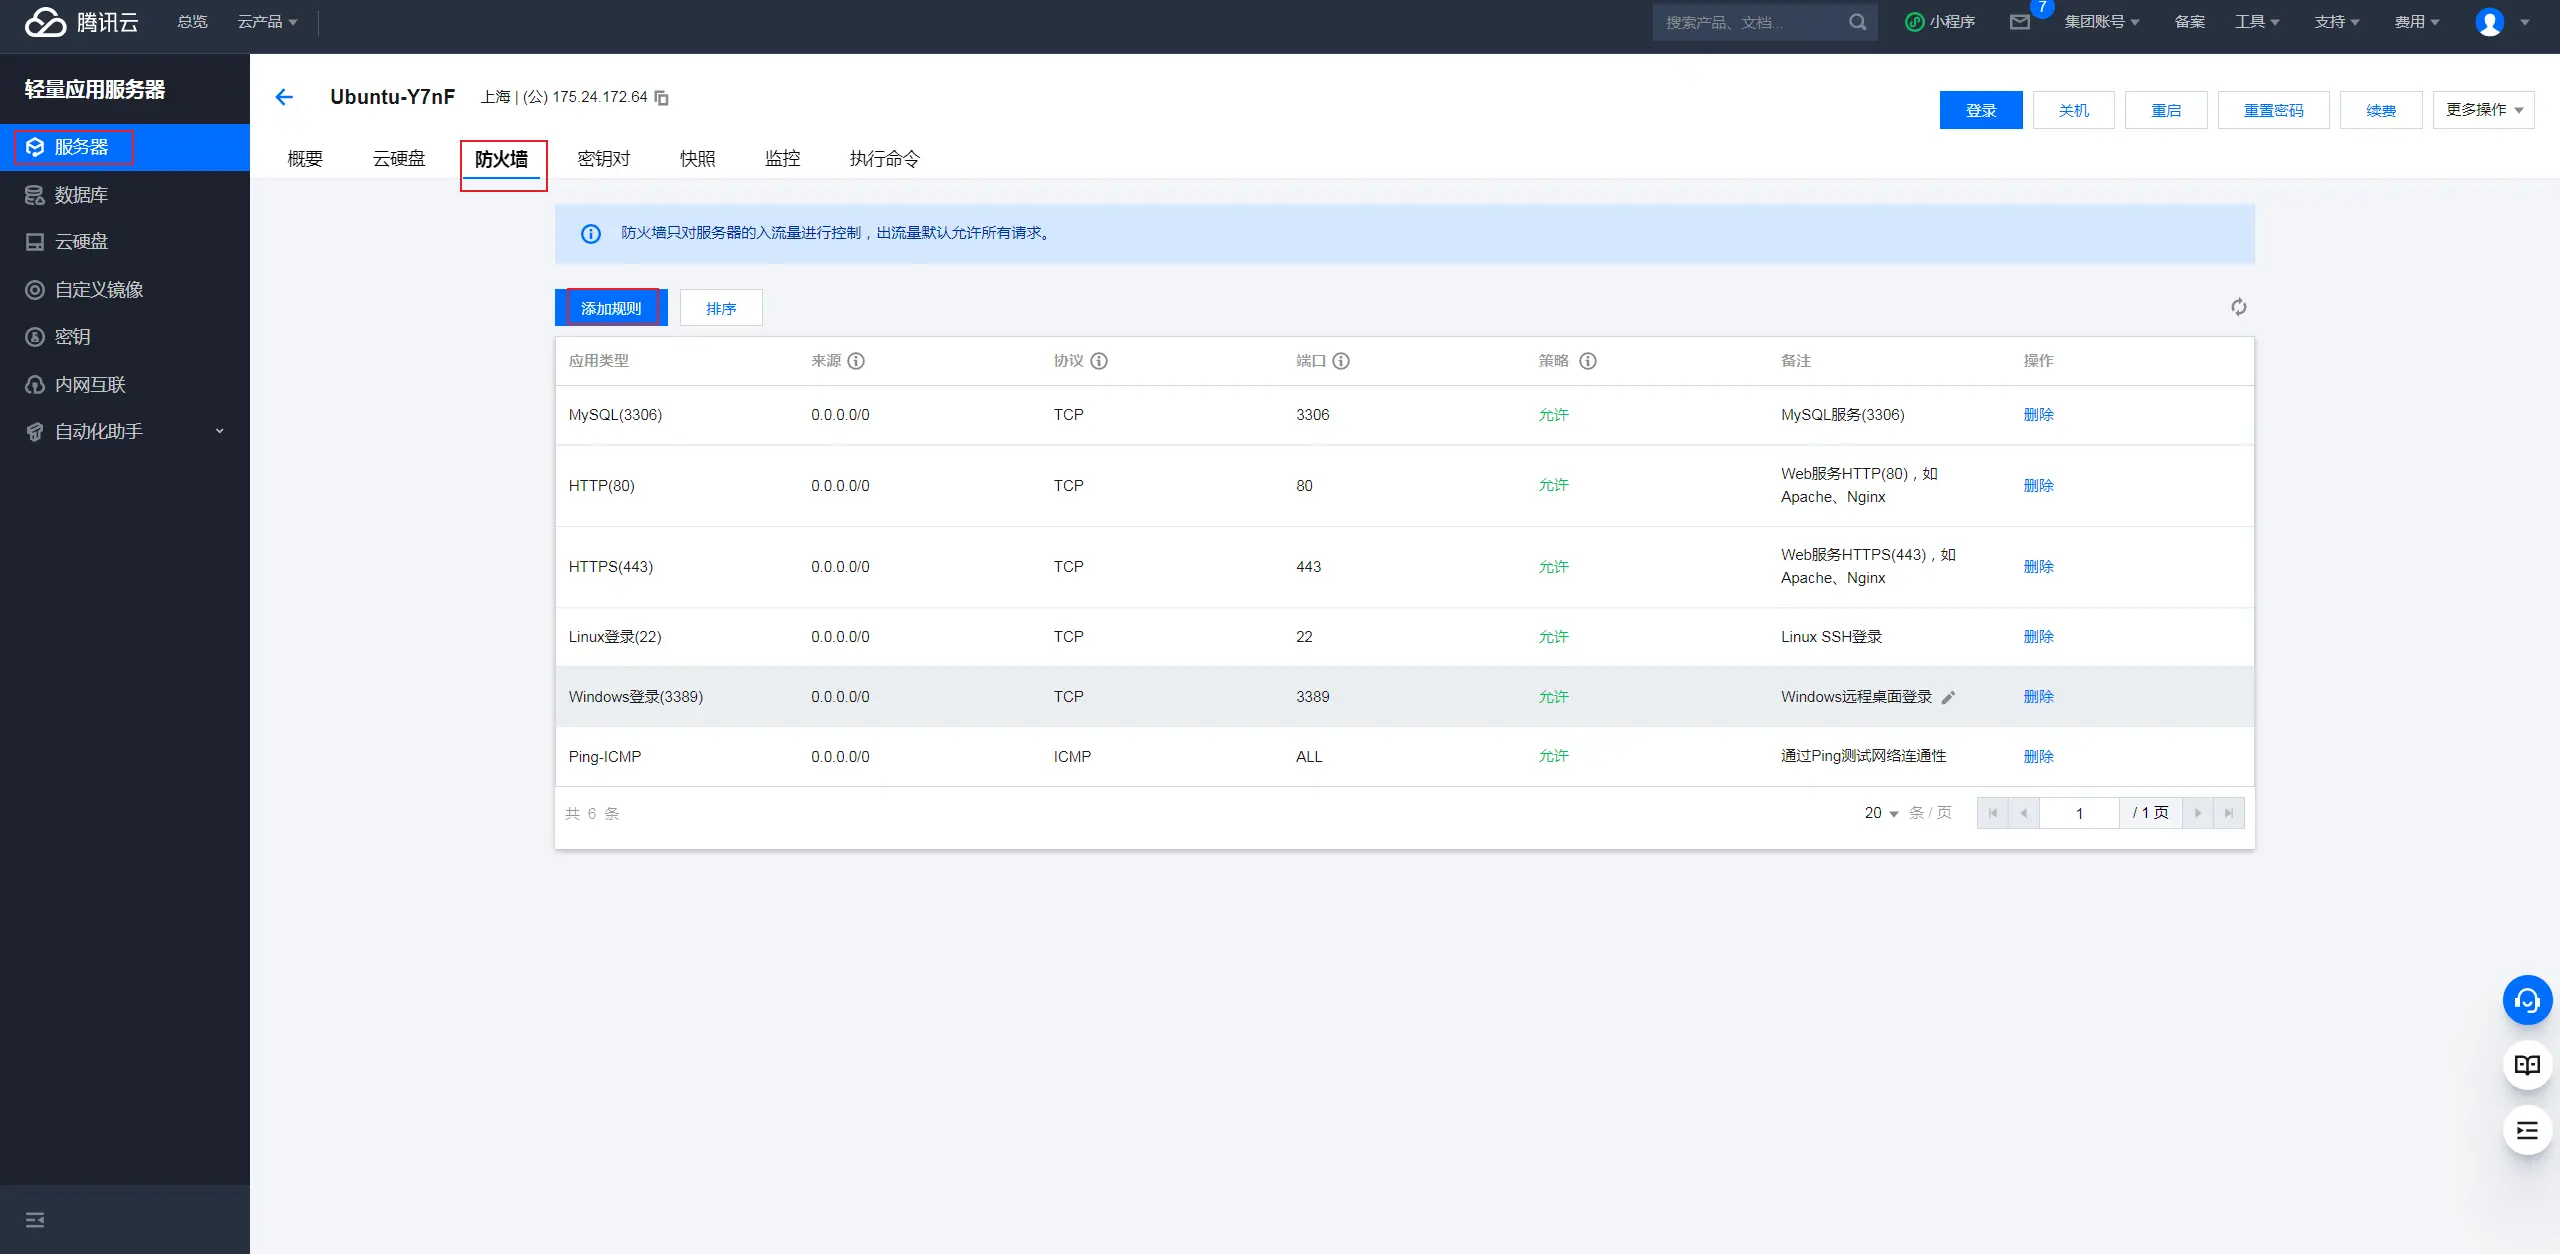 腾讯云 总览 云产品 搜索产品、文档... 小程序 7 集团账号 备案 工具 支持 费用
轻量应用服务器
服务器
数据库
云硬盘
自定义镜像
密钥
内网互联
自动化助手
Ubuntu-Y7nF 上海 | (公) 175.24.172.64
登录 关机 重启 重置密码 续费 更多操作
概要 云硬盘 防火墙 密钥对 快照 监控 执行命令
防火墙只对服务器的入流量进行控制，出流量默认允许所有请求。
添加规则 排序
应用类型 来源 协议 端口 策略 备注 操作
MySQL(3306) 0.0.0.0/0 TCP 3306 允许 MySQL服务(3306) 删除
HTTP(80) 0.0.0.0/0 TCP 80 允许 Web服务HTTP(80)，如
Apache、Nginx 删除
HTTPS(443) 0.0.0.0/0 TCP 443 允许 Web服务HTTPS(443)，如
Apache、Nginx 删除
Linux登录(22) 0.0.0.0/0 TCP 22 允许 Linux SSH登录 删除
Windows登录(3389) 0.0.0.0/0 TCP 3389 允许 Windows远程桌面登录 删除
Ping-ICMP 0.0.0.0/0 ICMP ALL 允许 通过Ping测试网络连通性 删除
共 6 条 20 条 / 页 1 / 1 页